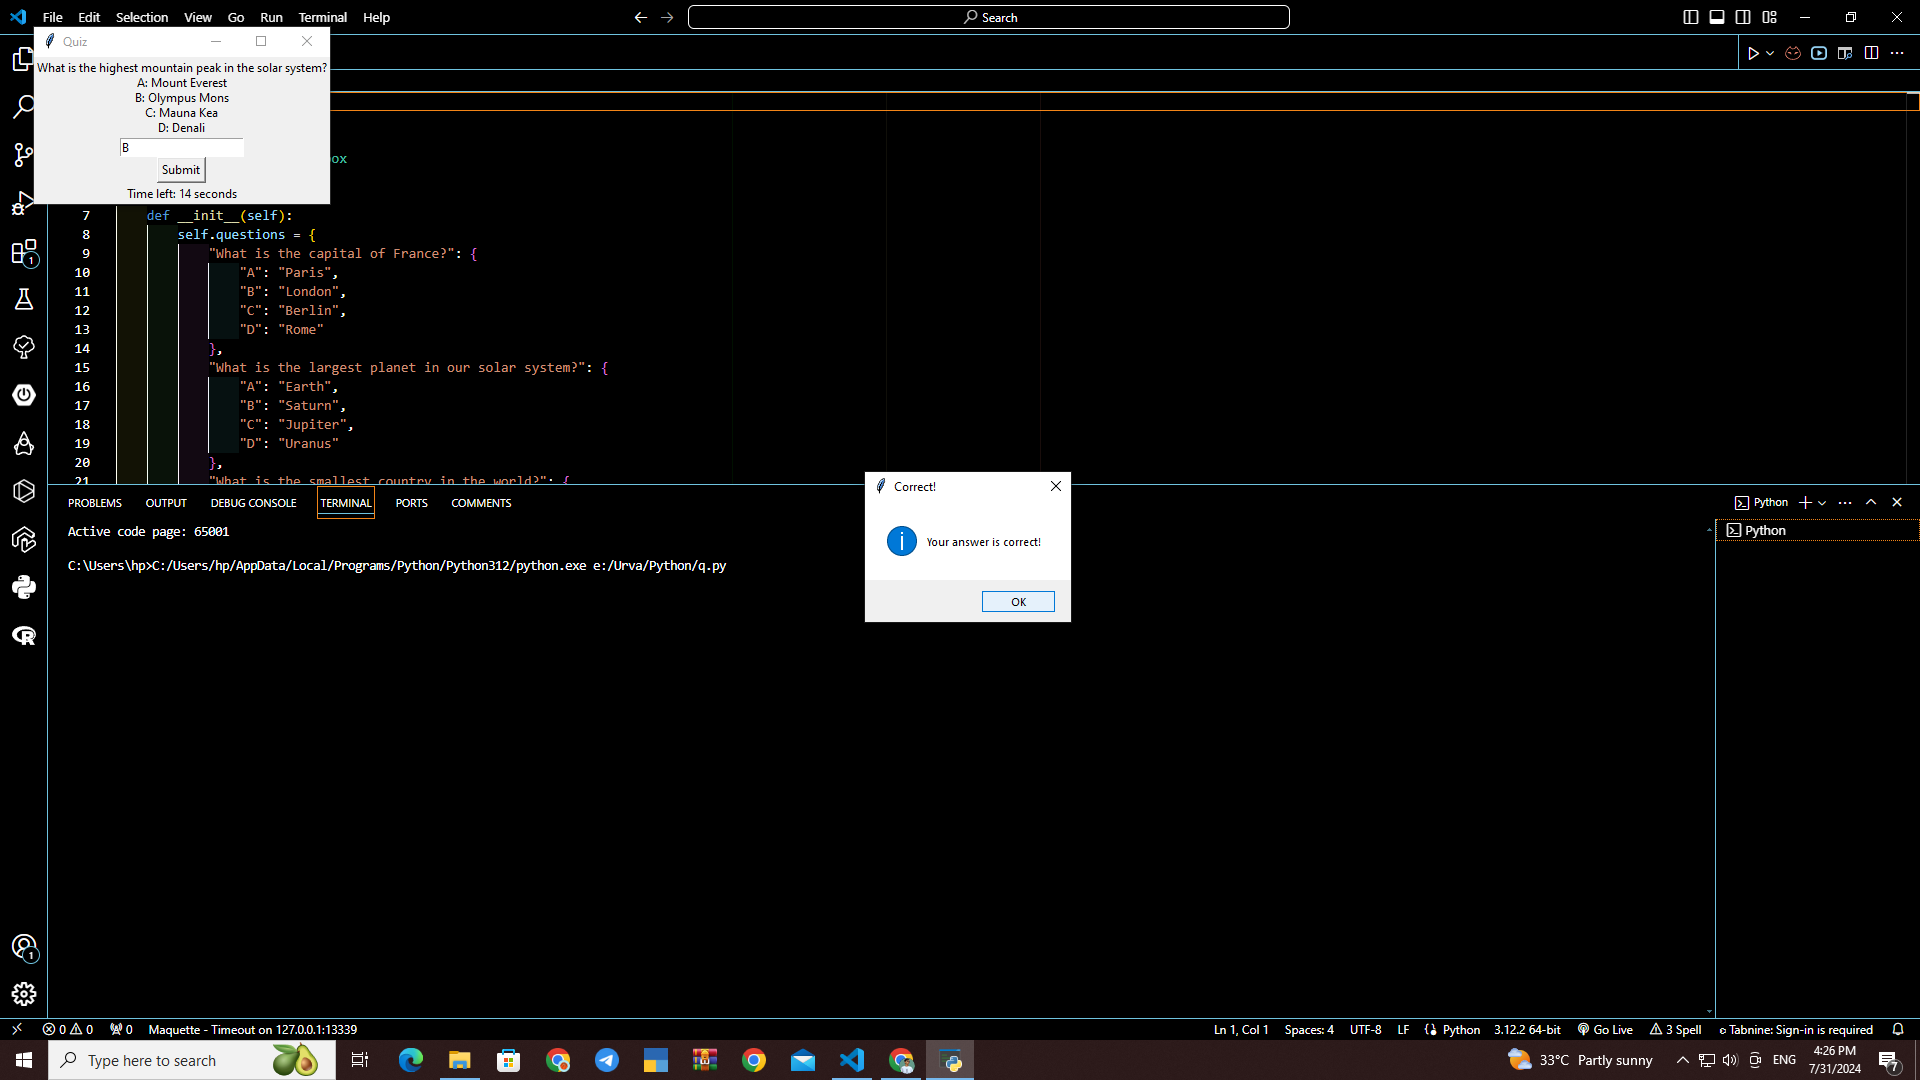 File Edit Selection View Go Run Terminal Help
Search
Quiz
What is the highest mountain peak in the solar system?
A: Mount Everest
B: Olympus Mons
C: Mauna Kea
D: Denali
B
Submit
Time left: 14 seconds
ox
7 def __init__(self):
8 self.questions = {
9 "What is the capital of France?": {
10 "A": "Paris",
11 "B": "London",
12 "C": "Berlin",
13 "D": "Rome"
14 },
15 "What is the largest planet in our solar system?": {
16 "A": "Earth",
17 "B": "Saturn",
18 "C": "Jupiter",
19 "D": "Uranus"
20 },
21 "What is the smallest country in the world?": {
1
PROBLEMS OUTPUT DEBUG CONSOLE TERMINAL PORTS COMMENTS
Python
Active code page: 65001
Python
C:\Users\hp>C:/Users/hp/AppData/Local/Programs/Python/Python312/python.exe e:/Urva/Python/q.py
Correct!
Your answer is correct!
OK
1
0 0 0 Maquette - Timeout on 127.0.0.1:13339
Ln 1, Col 1 Spaces: 4 UTF-8 LF Python 3.12.2 64-bit Go Live 3 Spell Tabnine: Sign-in is required
Type here to search
33°C Partly sunny
ENG
4:26 PM
7/31/2024
7